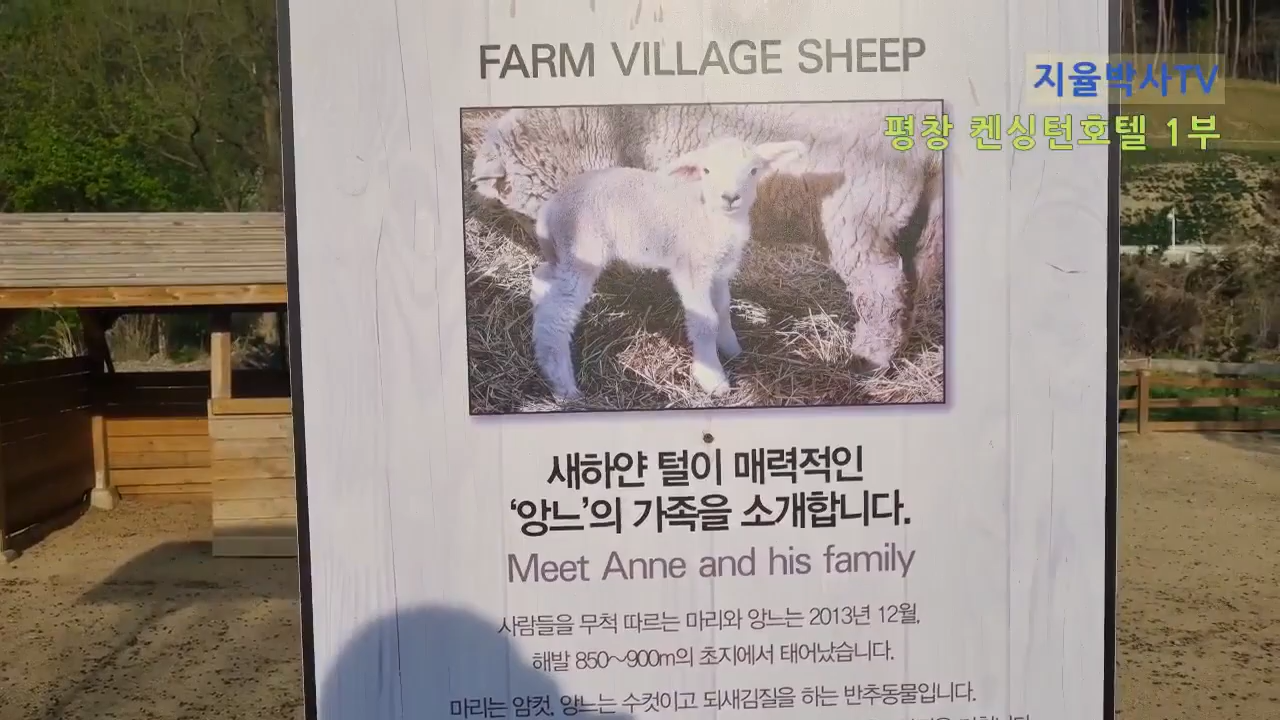 FARM VILLAGE SHEEP
지율박사TV
평창 켄싱턴호텔 1부
새하얀 털이 매력적인
‘앙느’의 가족을 소개합니다.
Meet Anne and his family
사람들을 무척 따르는 마리와 앙느는 2013년 12월,
해발 850~900m의 초지에서 태어났습니다.
마리는 암컷, 앙느는 수컷이고 되새김질을 하는 반추동물입니다.